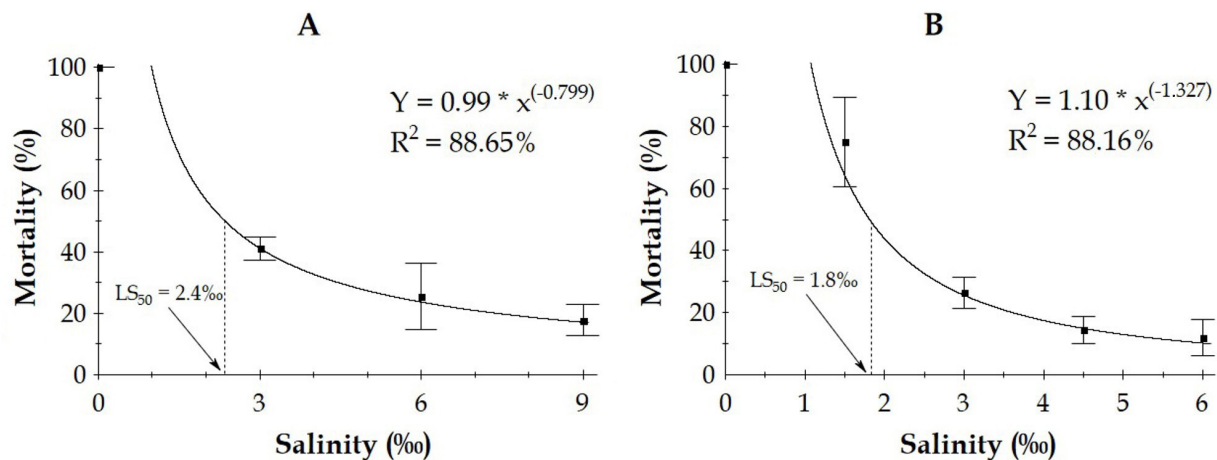 A
Mortality (%)
100
80
60
40
20
0
Y = 0.99 * x^(-0.799)
R² = 88.65%
LS₅₀ = 2.4‰
0 3 6 9
Salinity (‰)
B
Mortality (%)
100
80
60
40
20
0
Y = 1.10 * x^(-1.327)
R² = 88.16%
LS₅₀ = 1.8‰
0 1 2 3 4 5 6
Salinity (‰)